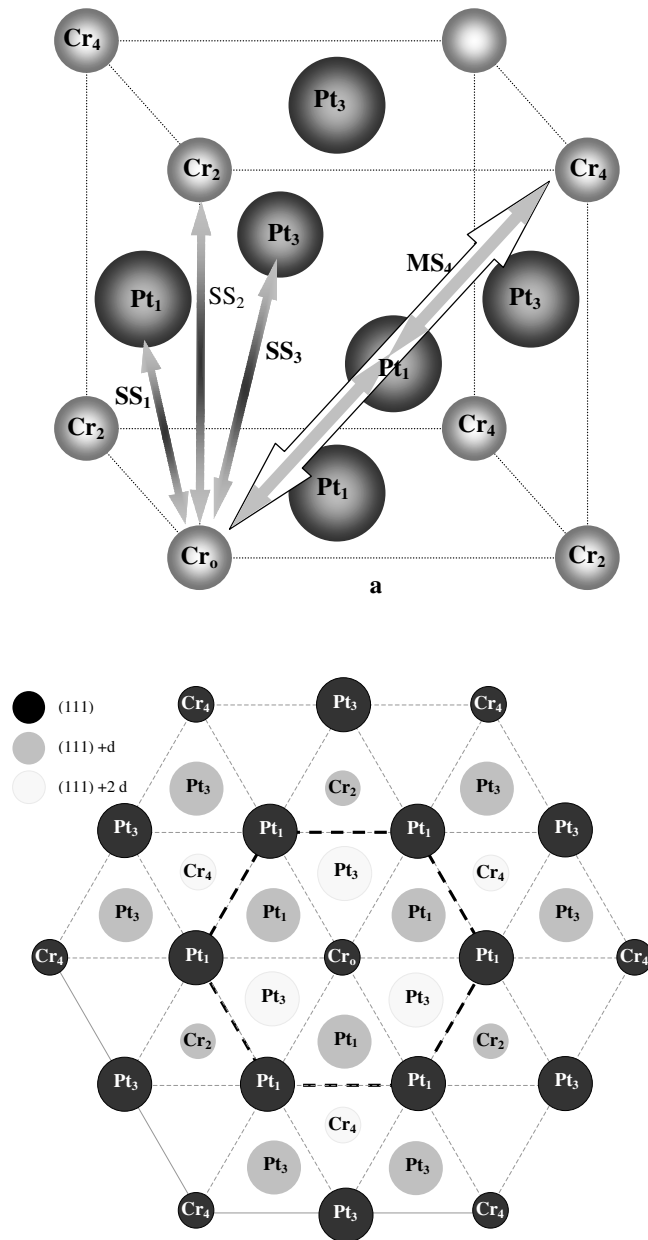 Cr4
Pt3
Cr2
Cr4
Pt3
MS4
Pt1
SS2
Pt3
SS3
Pt1
SS1
Cr2
Cr4
Pt1
Cro
Cr2
a
(111)
(111) +d
(111) +2 d
Cr4 Pt3 Cr4
Pt3 Cr2 Pt3
Pt3 Pt1 Pt1 Pt3
Cr4 Pt3 Cr4
Pt3 Pt1 Pt1 Pt3
Cr4 Pt1 Cro Pt1 Cr4
Pt3 Pt3
Cr2 Pt1 Cr2
Pt3 Pt1 Pt1 Pt3
Cr4
Pt3 Pt3
Cr4 Pt3 Cr4